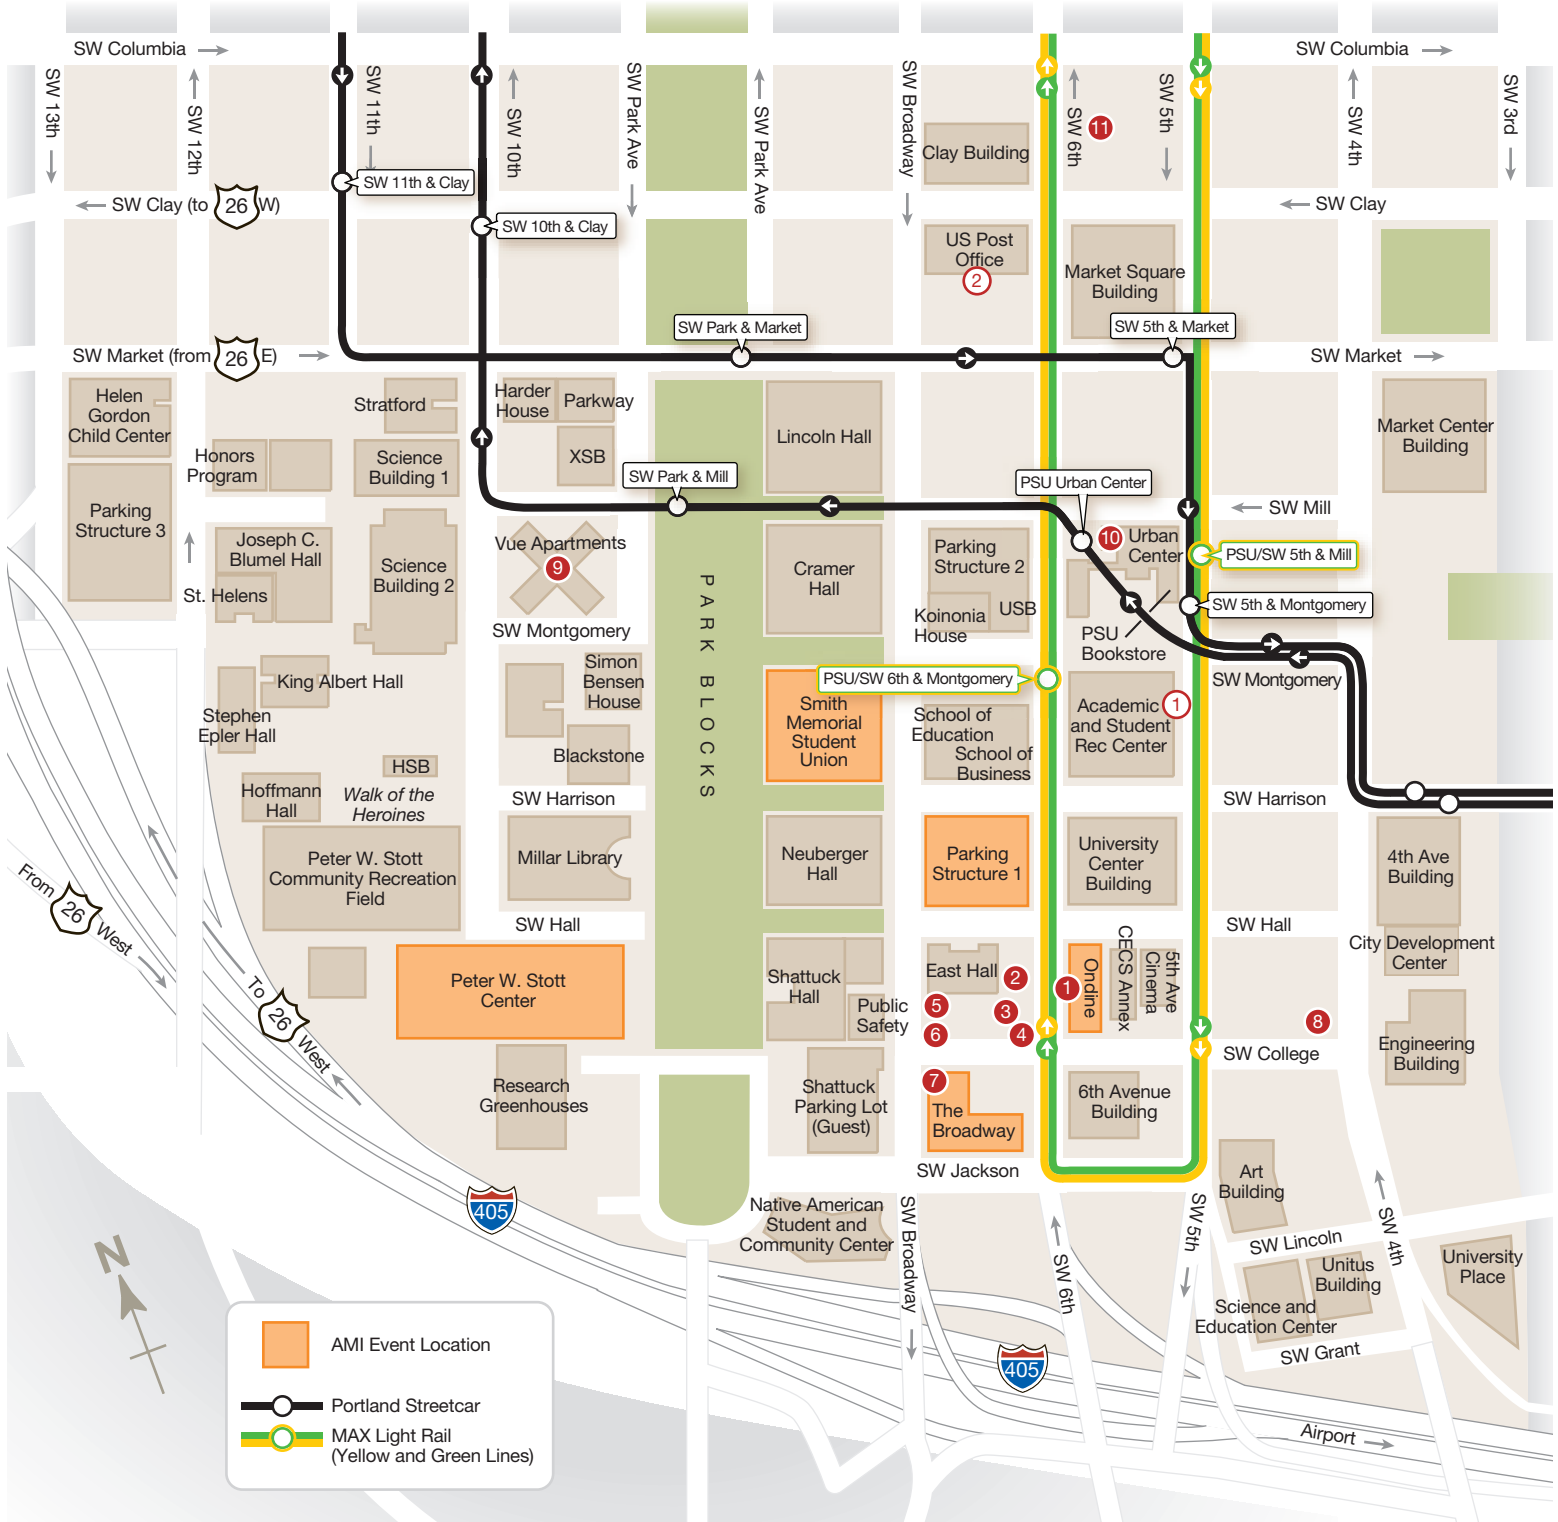 SW Columbia
SW Columbia
SW 13th
SW 12th
SW 11th
SW 10th
SW Park Ave
SW Park Ave
SW Broadway
SW 6th
SW 5th
SW 4th
SW 3rd
11
Clay Building
SW 11th & Clay
SW Clay (to
26
W)
SW Clay
SW 10th & Clay
US Post
Office
2
Market Square
Building
SW Park & Market
SW 5th & Market
SW Market (from
26
E)
SW Market
Helen
Gordon
Child Center
Stratford
Harder
House
Parkway
Lincoln Hall
Market Center
Building
Honors
Program
Science
Building 1
XSB
SW Park & Mill
PSU Urban Center
Parking
Structure 3
SW Mill
Joseph C.
Blumel Hall
Vue Apartments
9
Parking
Structure 2
10
Urban
Center
PSU/SW 5th & Mill
St. Helens
Science
Building 2
Cramer
Hall
Koinonia
House
USB
SW 5th & Montgomery
SW Montgomery
PARK BLOCKS
PSU
Bookstore
Simon
Bensen
House
King Albert Hall
PSU/SW 6th & Montgomery
SW Montgomery
Stephen
Epler Hall
Smith
Memorial
Student
Union
School of
Education
School of
Business
Academic
and Student
Rec Center
1
Blackstone
HSB
Hoffmann
Hall
Walk of the
Heroines
SW Harrison
SW Harrison
Peter W. Stott
Community Recreation
Field
Millar Library
Neuberger
Hall
Parking
Structure 1
University
Center
Building
4th Ave
Building
From
26
West
SW Hall
SW Hall
City Development
Center
Peter W. Stott
Center
Shattuck
Hall
Public
Safety
East Hall
2
5
3
6
4
1
Ondine
CECS Annex
5th Ave
Cinema
8
To
26
West
SW College
Engineering
Building
Research
Greenhouses
Shattuck
Parking Lot
(Guest)
7
The
Broadway
6th Avenue
Building
SW Jackson
Art
Building
405
Native American
Student and
Community Center
SW Broadway
SW 6th
SW 5th
SW 4th
SW Lincoln
Unitus
Building
University
Place
Science and
Education Center
SW Grant
N
405
Airport
AMI Event Location
Portland Streetcar
MAX Light Rail
(Yellow and Green Lines)